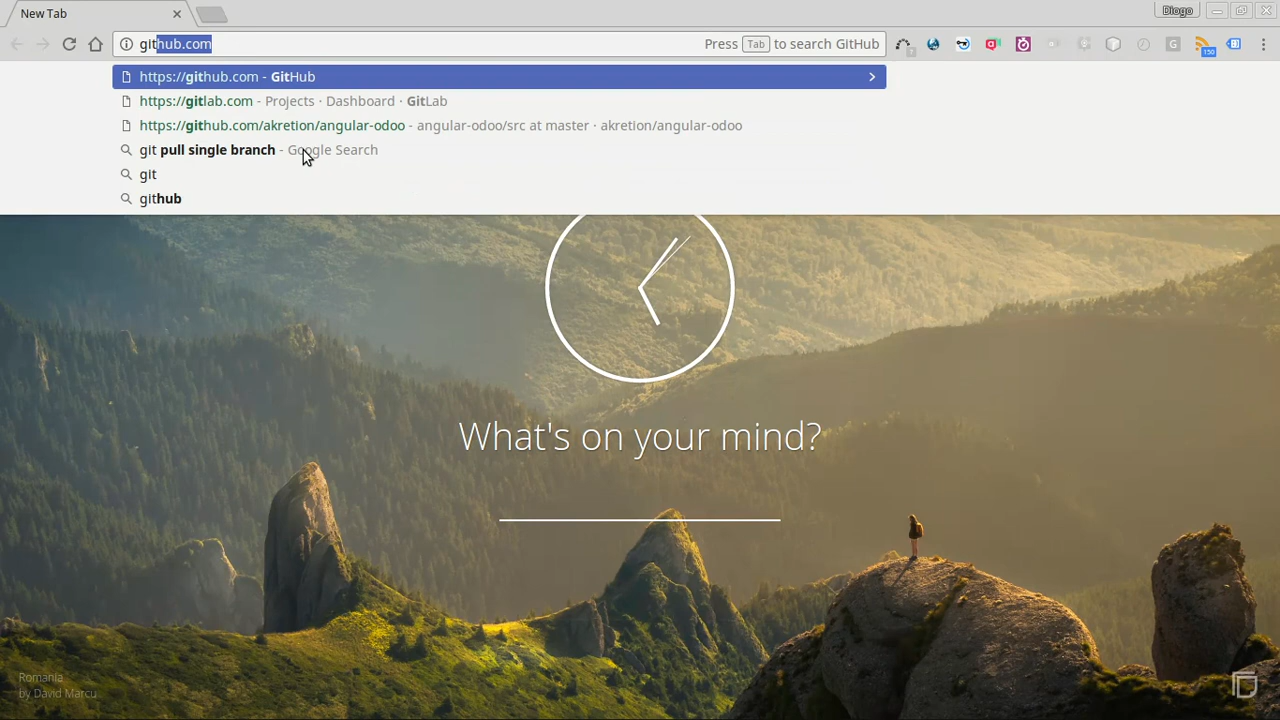 New Tab
Diogo
github.com
Press Tab to search GitHub
G
150
https://github.com - GitHub
https://gitlab.com - Projects · Dashboard · GitLab
https://github.com/akretion/angular-odoo - angular-odoo/src at master · akretion/angular-odoo
git pull single branch - Google Search
git
github
What's on your mind?
Romania
by David Marcu